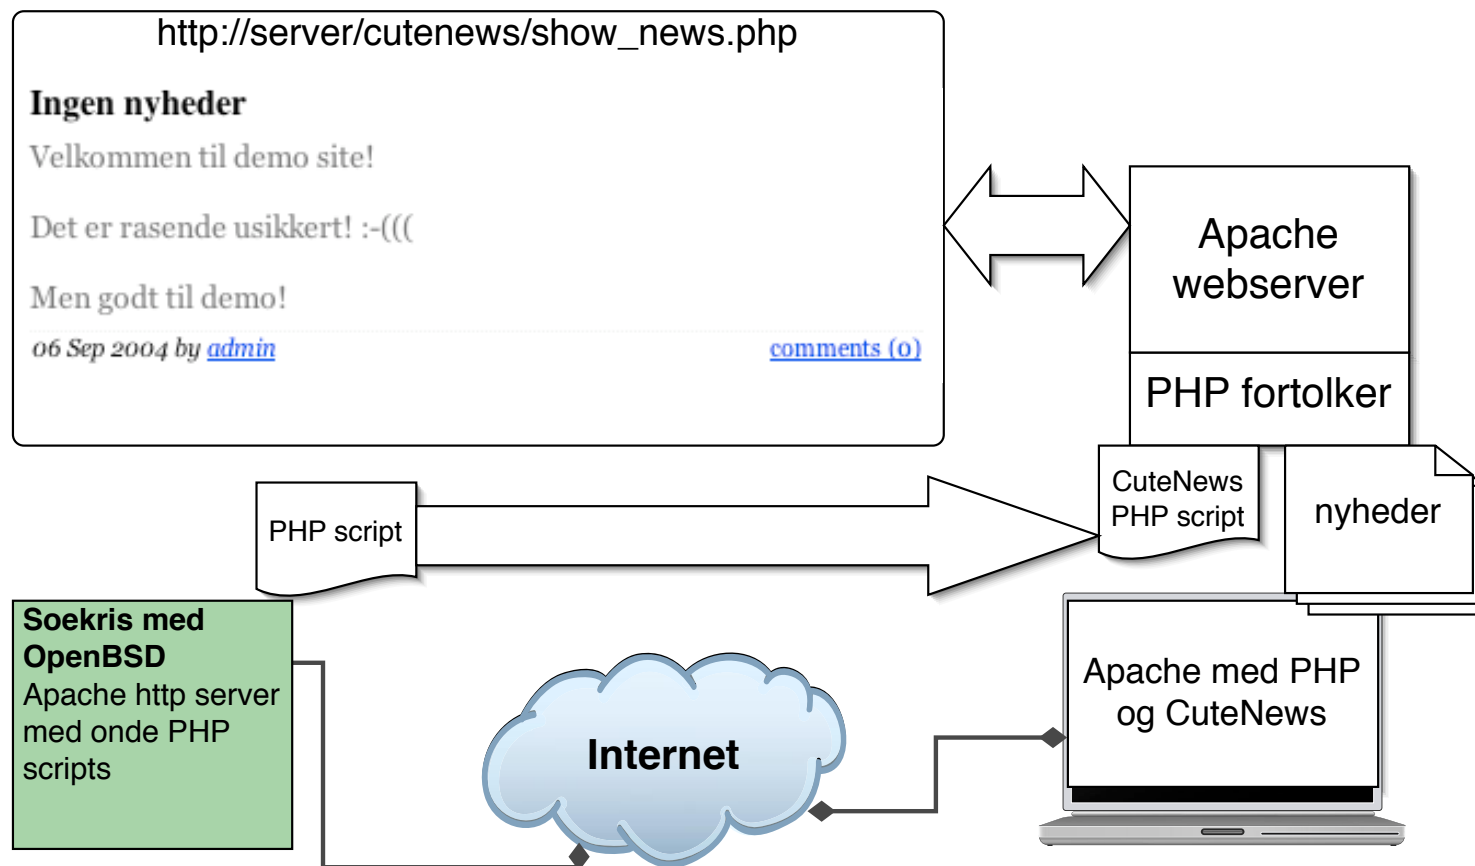 http://server/cutenews/show_news.php
Ingen nyheder
Velkommen til demo site!
Det er rasende usikkert! :-(((
Men godt til demo!
06 Sep 2004 by admin
comments (0)
Apache
webserver
PHP fortolker
CuteNews
PHP script
nyheder
PHP script
Soekris med
OpenBSD
Apache http server
med onde PHP
scripts
Internet
Apache med PHP
og CuteNews